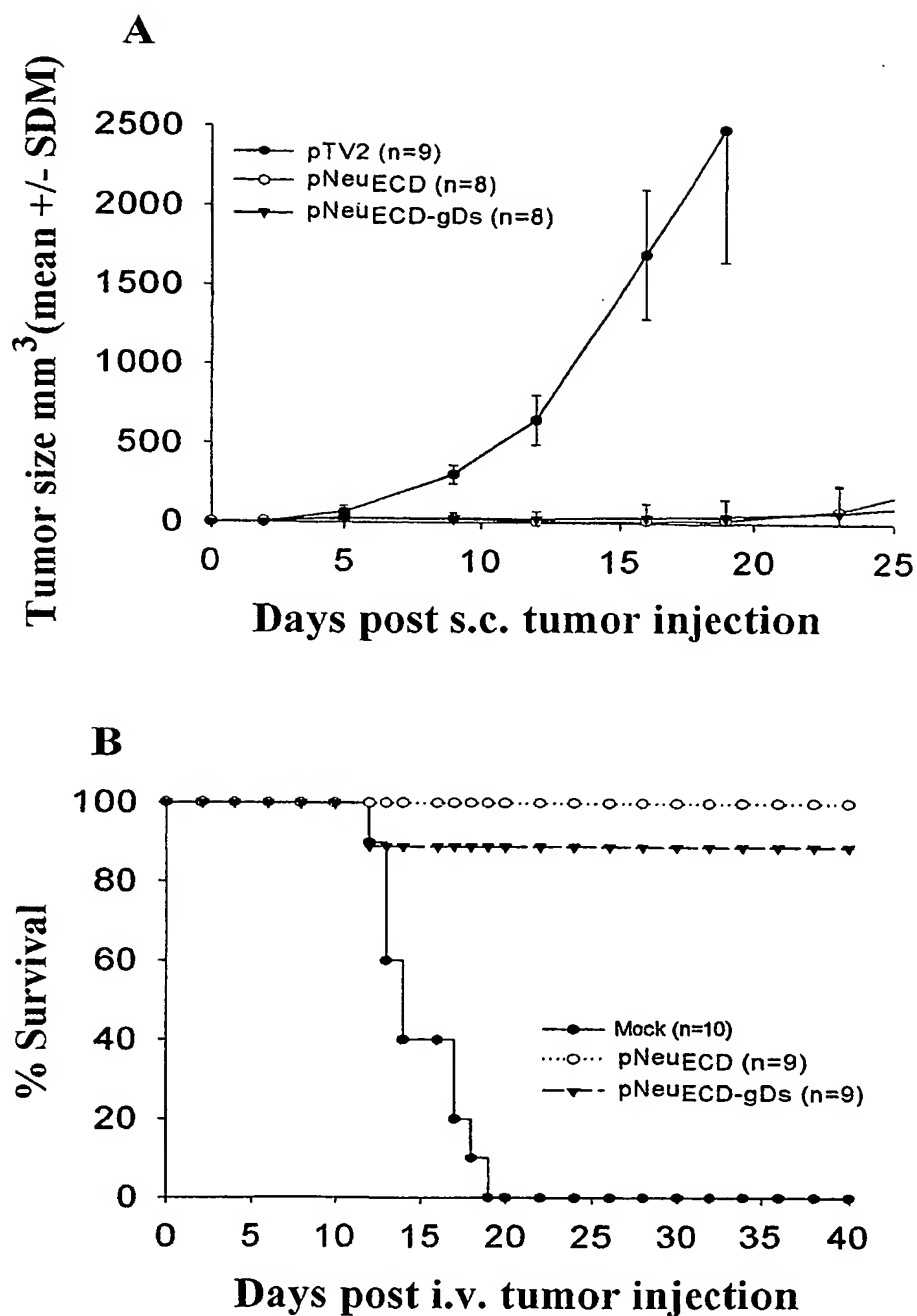 A
Tumor size mm³(mean +/- SDM)
2500
2000
1500
1000
500
0
pTV2 (n=9)
pNeuECD (n=8)
pNeuECD-gDs (n=8)
0 5 10 15 20 25
Days post s.c. tumor injection
B
% Survival
100
80
60
40
20
0
Mock (n=10)
pNeuECD (n=9)
pNeuECD-gDs (n=9)
0 5 10 15 20 25 30 35 40
Days post i.v. tumor injection